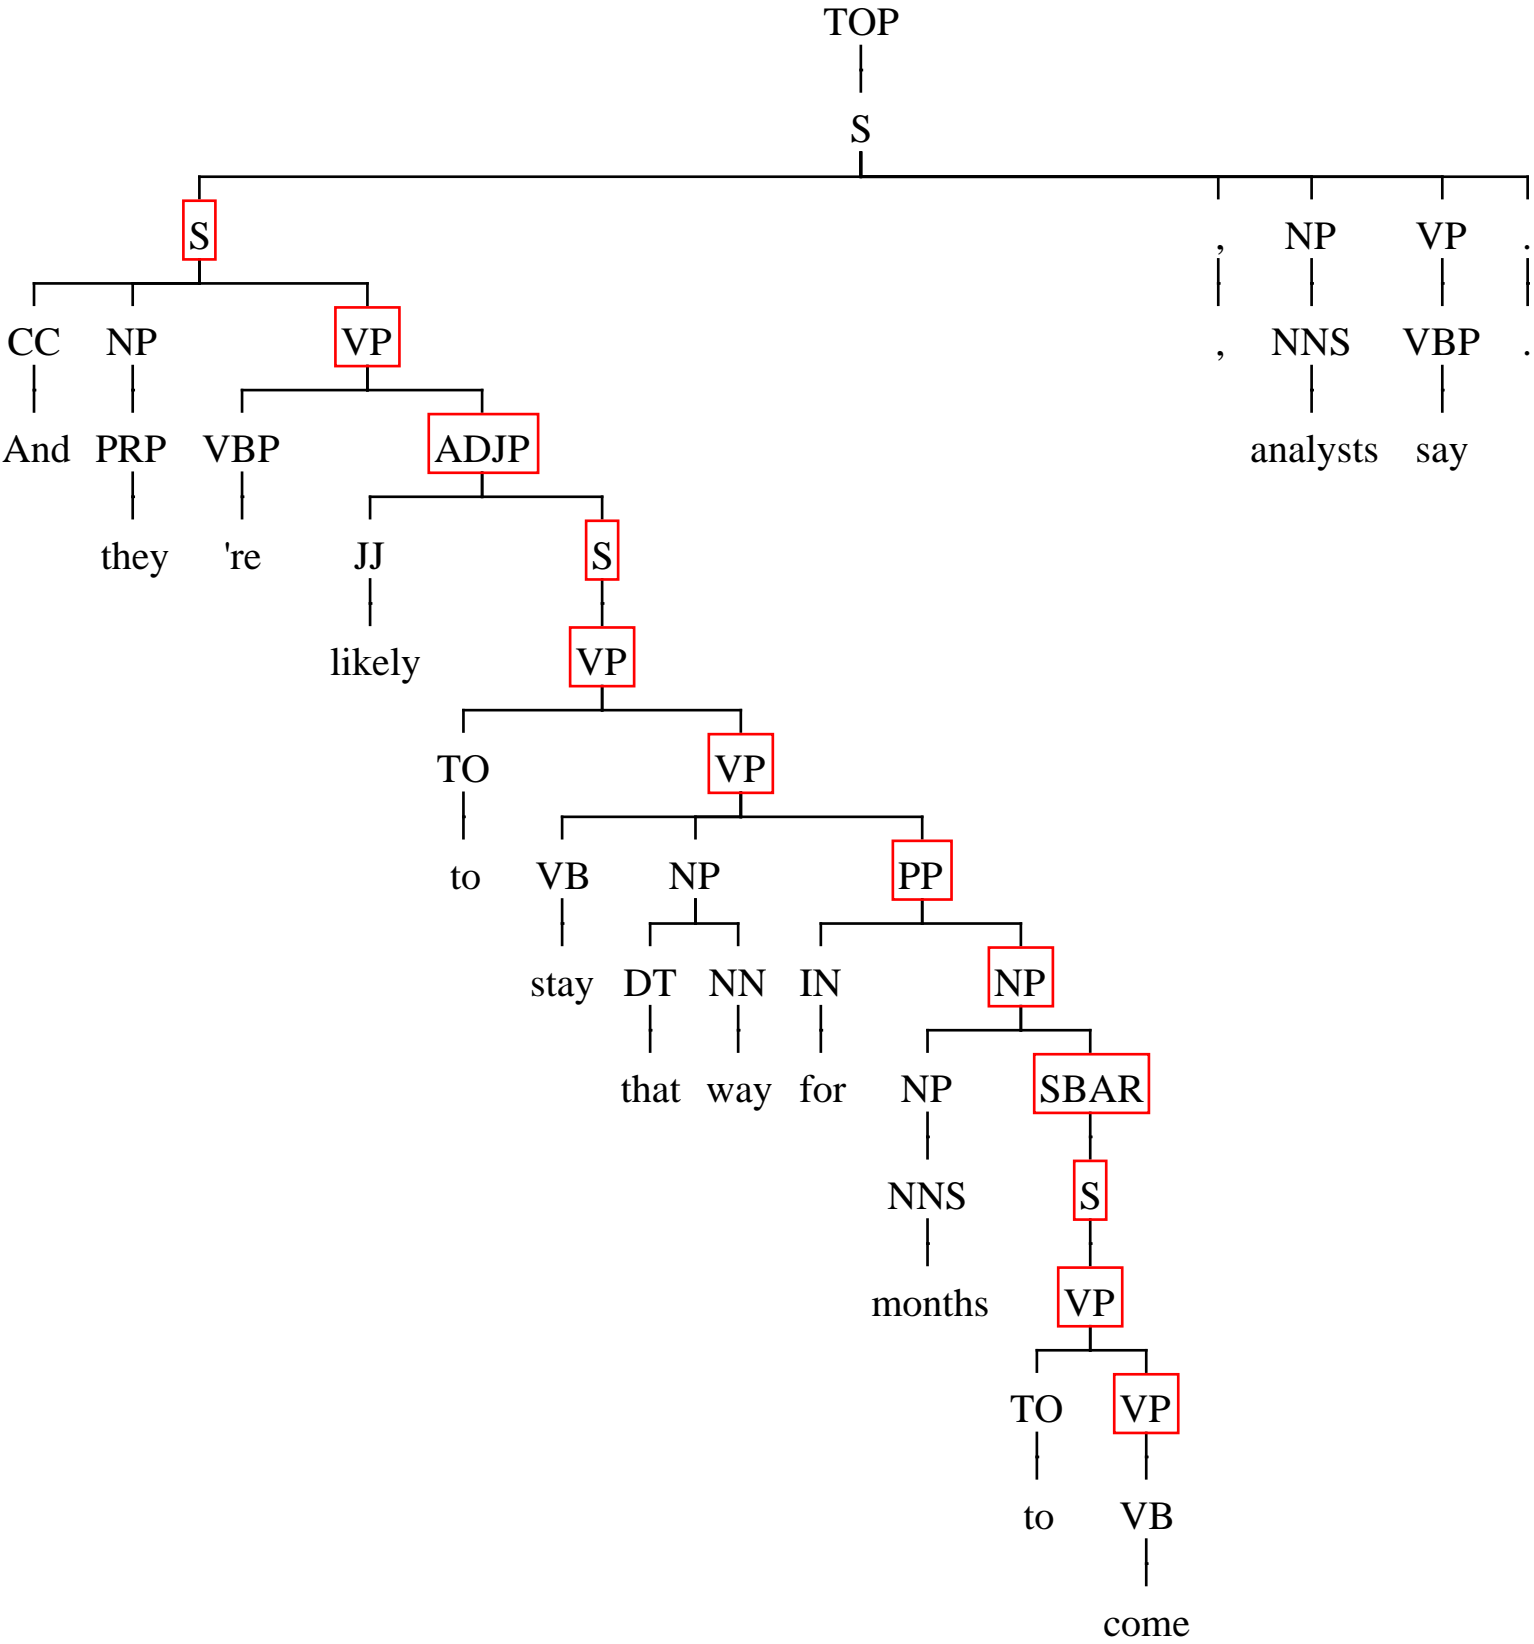 TOP
S
S , NP VP .
CC NP VP , NNS VBP .
And PRP VBP ADJP analysts say
they 're JJ S
likely VP
TO VP
to VB NP PP
stay DT NN IN NP
that way for NP SBAR
NNS S
months VP
TO VP
to VB
come